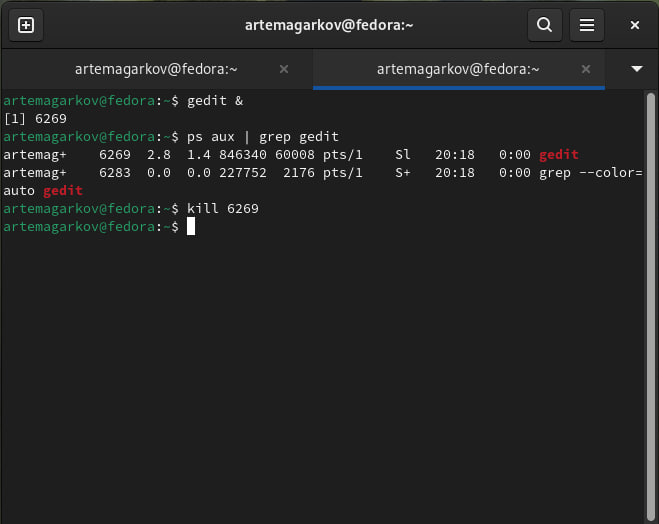 artemagarkov@fedora:~
artemagarkov@fedora:~
artemagarkov@fedora:~
artemagarkov@fedora:~$ gedit &
[1] 6269
artemagarkov@fedora:~$ ps aux | grep gedit
artemag+    6269  2.8  1.4 846340 60008 pts/1    Sl   20:18   0:00 gedit
artemag+    6283  0.0  0.0 227752  2176 pts/1    S+   20:18   0:00 grep --color=
auto gedit
artemagarkov@fedora:~$ kill 6269
artemagarkov@fedora:~$